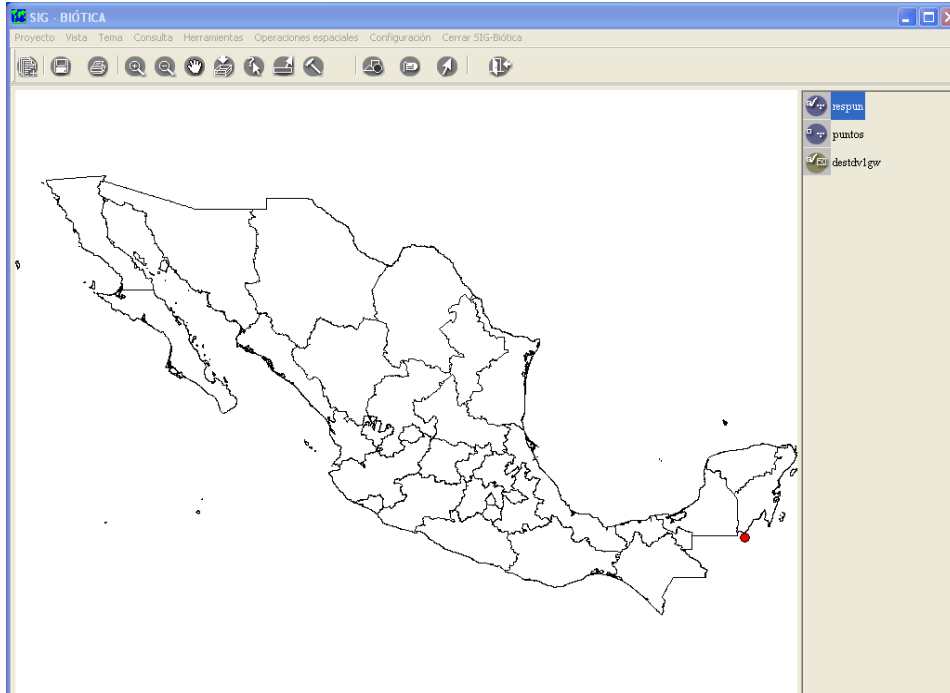 SIG - BIÓTICA
Proyecto Vista Tema Consulta Herramientas Operaciones espaciales Configuración Cerrar SIG-Biótica
respun
puntos
destdv1gw